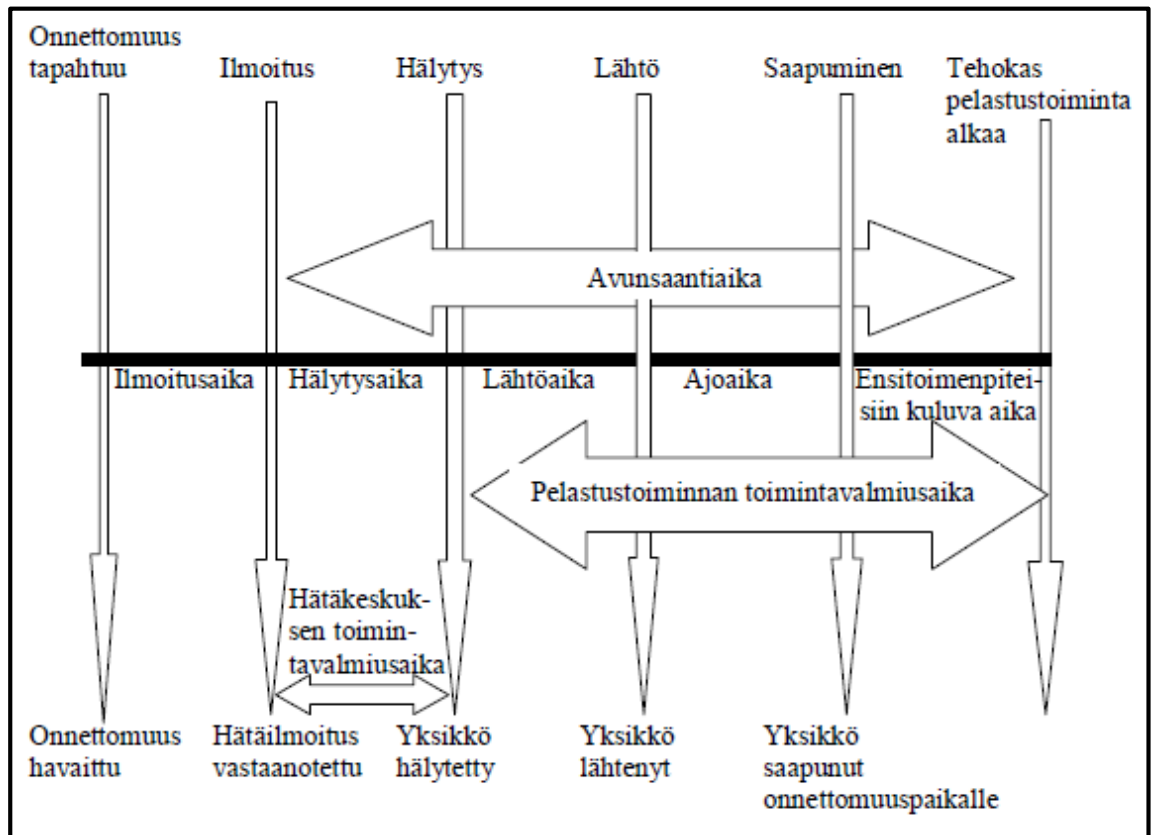 Onnettomuus
tapahtuu
Ilmoitus
Hälytys
Lähtö
Saapuminen
Tehokas
pelastustoiminta
alkaa
Avunsaantiaika
Ilmoitusaika
Hälytysaika
Lähtöaika
Ajoaika
Ensitoimenpitei-
siin kuluva aika
Pelastustoiminnan toimintavalmiusaika
Hätäkeskuk-
sen toimin-
tavalmiusaika
Onnettomuus
havaittu
Hätäilmoitus
vastaanotettu
Yksikkö
hälytetty
Yksikkö
lähtenyt
Yksikkö
saapunut
onnettomuuspaikalle